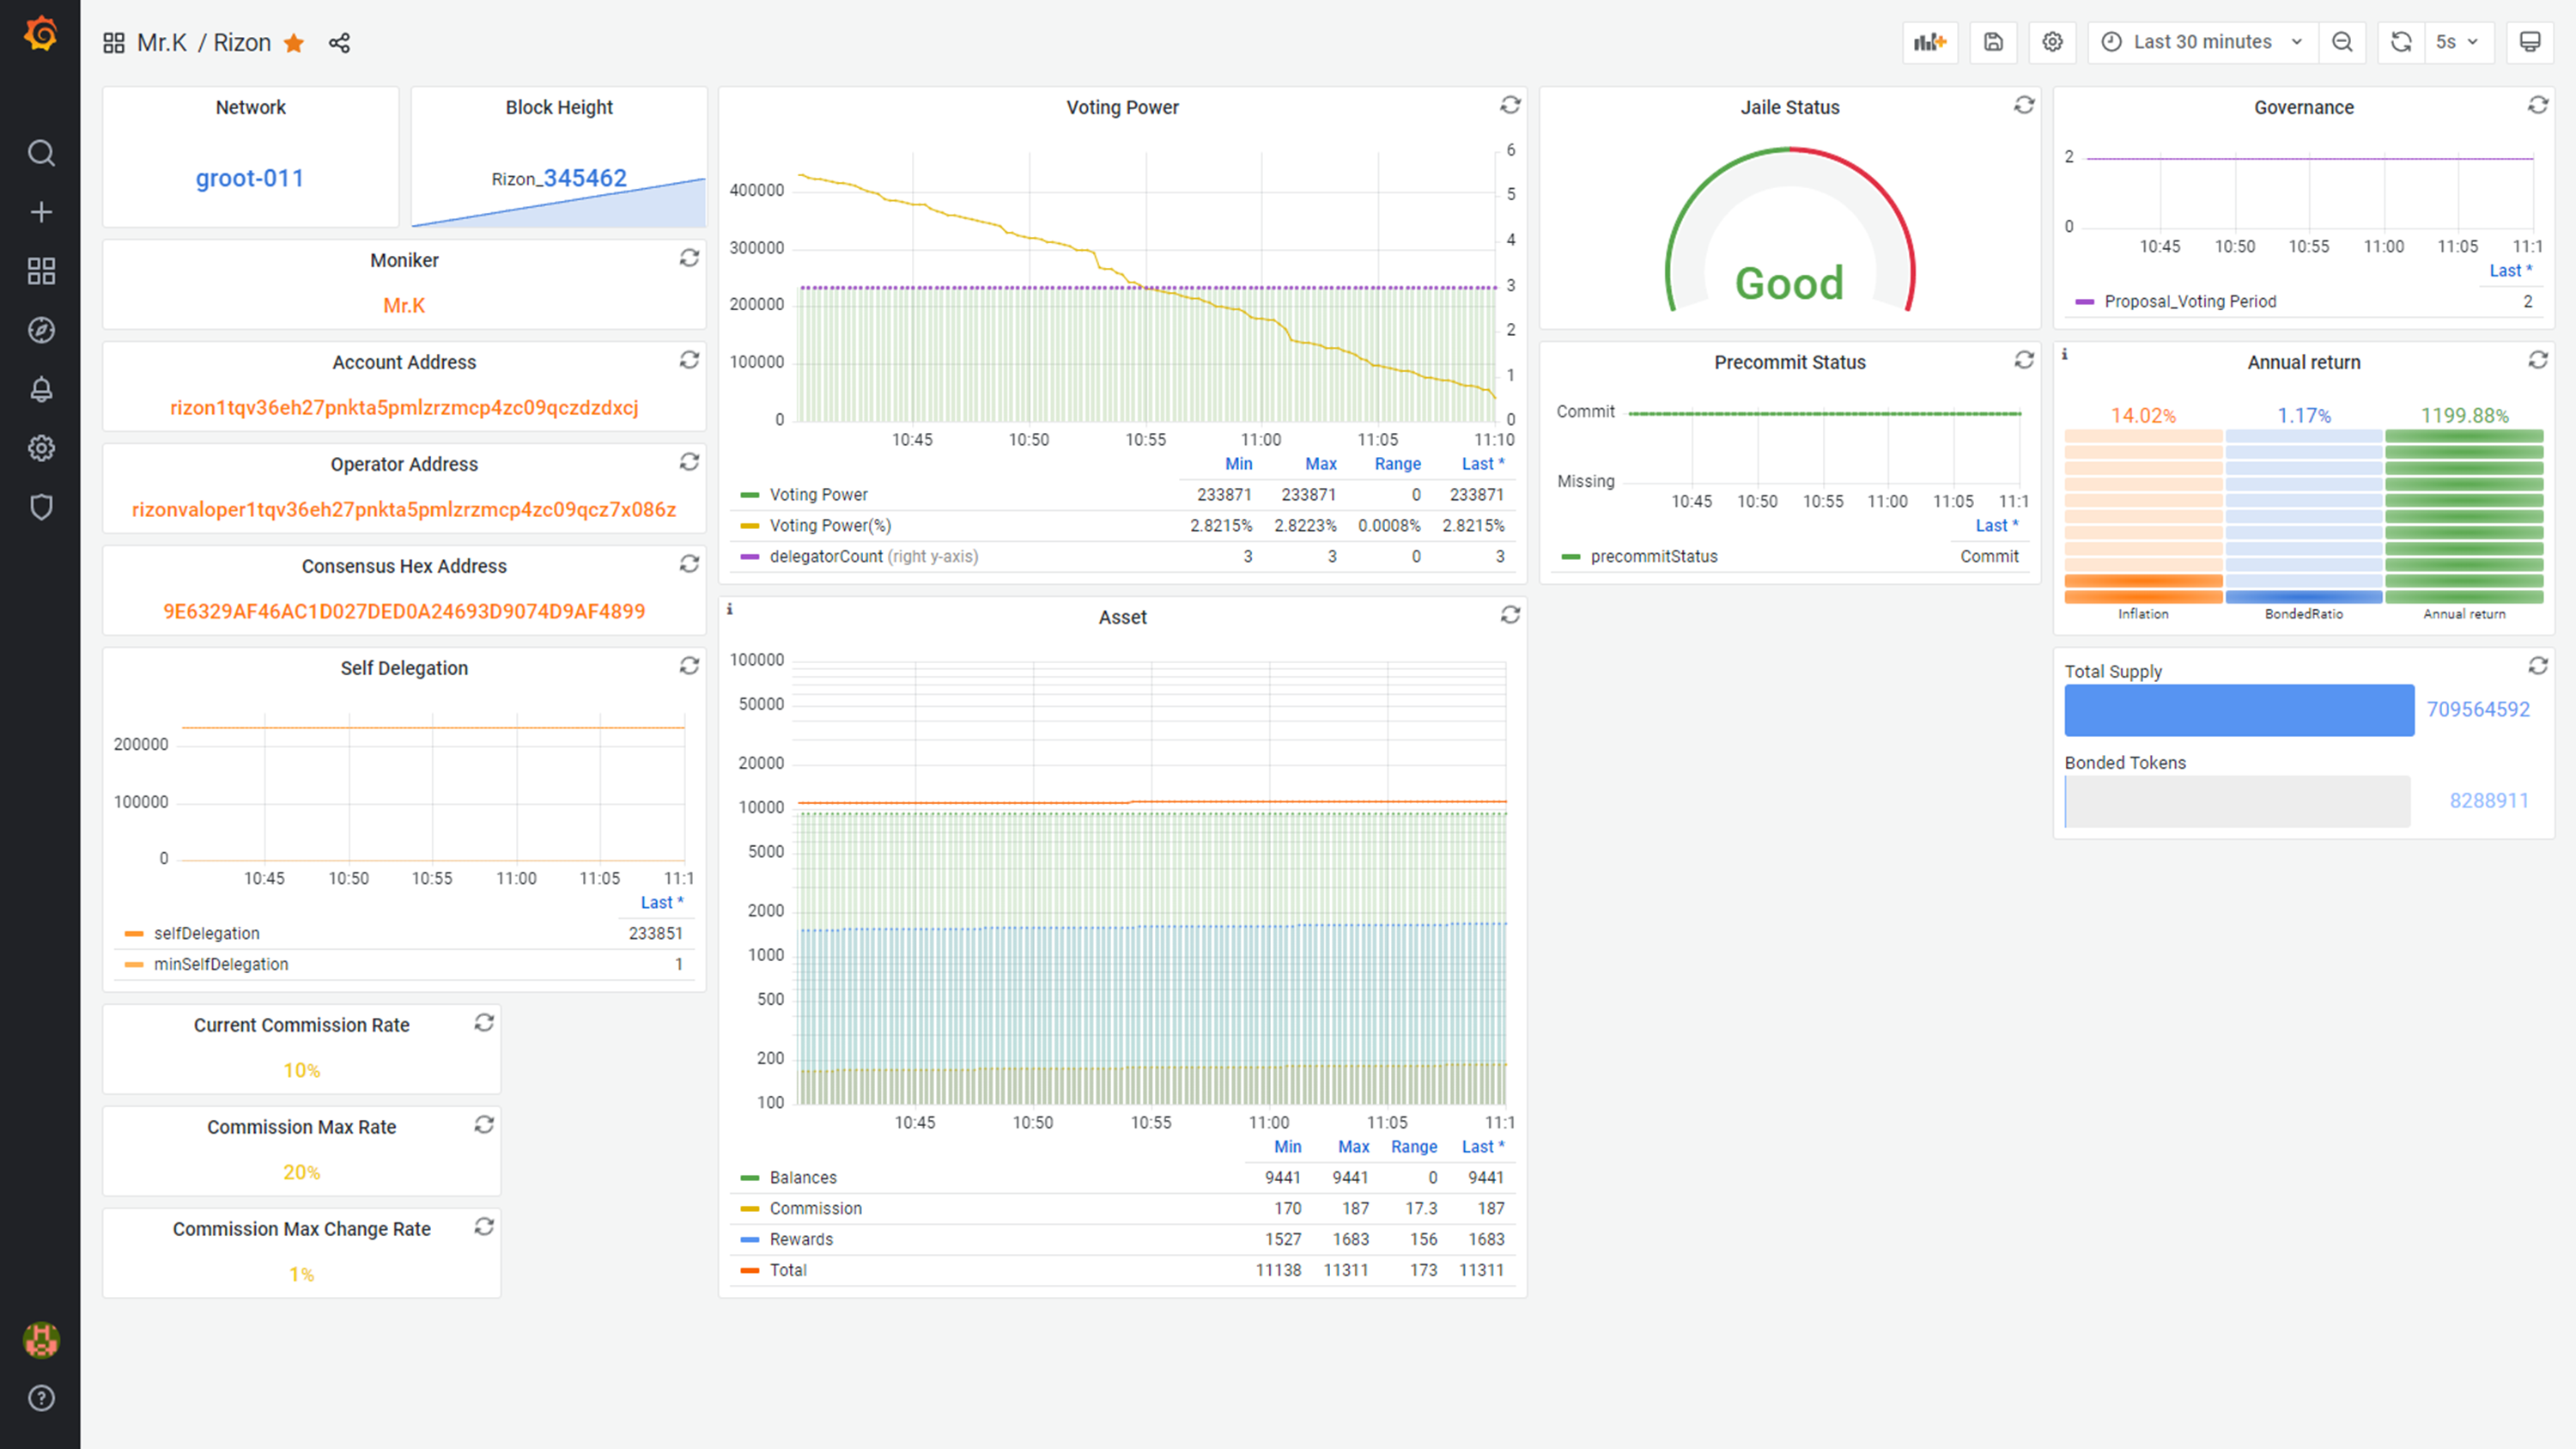 Mr.K / Rizon
Last 30 minutes
5s
Network
groot-011
Block Height
Rizon_345462
Moniker
Mr.K
Account Address
rizon1tqv36eh27pnkta5pmlzrzmcp4zc09qczdzdxcj
Operator Address
rizonvaloper1tqv36eh27pnkta5pmlzrzmcp4zc09qcz7x086z
Consensus Hex Address
9E6329AF46AC1D027DED0A24693D9074D9AF4899
Self Delegation
200000
100000
0
10:45 10:50 10:55 11:00 11:05 11:1
Last *
selfDelegation 233851
minSelfDelegation 1
Current Commission Rate
10%
Commission Max Rate
20%
Commission Max Change Rate
1%
Voting Power
6
400000 5
4
300000
200000 3
2
100000 1
0 0
10:45 10:50 10:55 11:00 11:05 11:10
Min Max Range Last *
Voting Power 233871 233871 0 233871
Voting Power(%) 2.8215% 2.8223% 0.0008% 2.8215%
delegatorCount (right y-axis) 3 3 0 3
i
Asset
100000
50000
20000
10000
5000
2000
1000
500
200
100
10:45 10:50 10:55 11:00 11:05 11:1
Min Max Range Last *
Balances 9441 9441 0 9441
Commission 170 187 17.3 187
Rewards 1527 1683 156 1683
Total 11138 11311 173 11311
Jaile Status
Good
Precommit Status
Commit
Missing
10:45 10:50 10:55 11:00 11:05 11:1
Last *
precommitStatus Commit
Governance
2
0
10:45 10:50 10:55 11:00 11:05 11:1
Last *
Proposal_Voting Period 2
i
Annual return
14.02% 1.17% 1199.88%
Inflation BondedRatio Annual return
Total Supply
709564592
Bonded Tokens
8288911